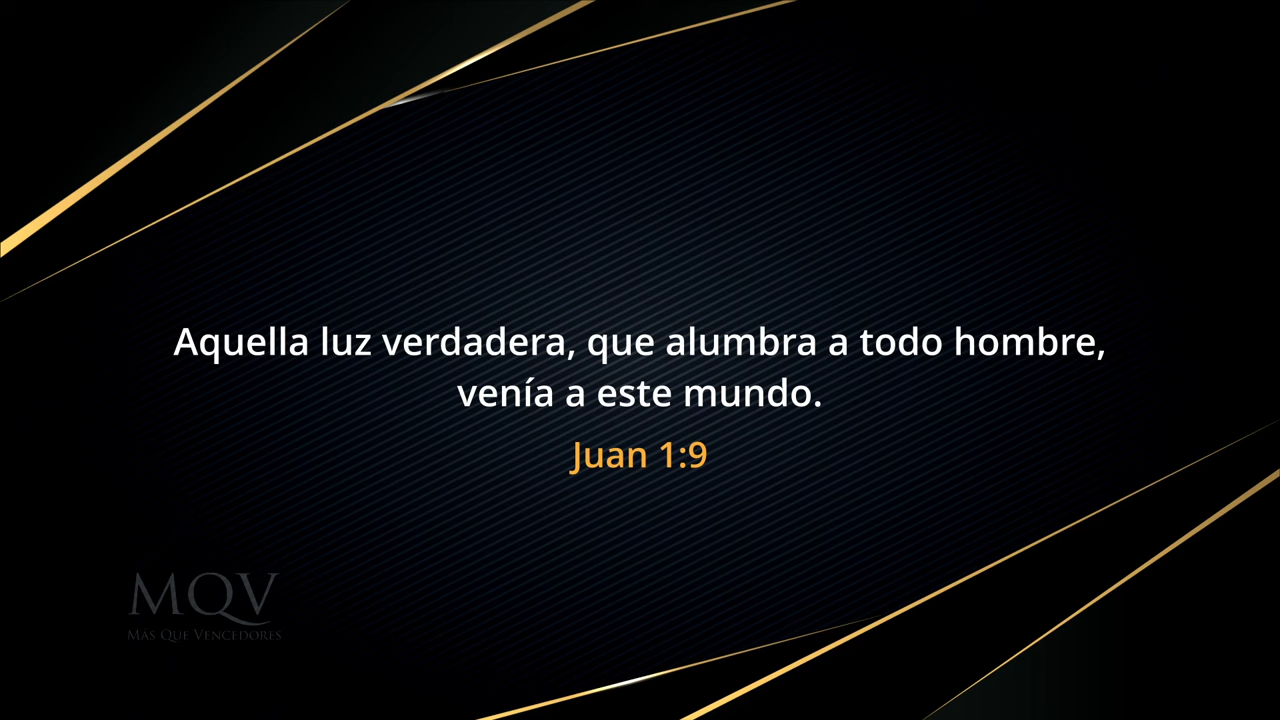 Aquella luz verdadera, que alumbra a todo hombre,
venía a este mundo.
Juan 1:9
MQV
Más Que Vencedores